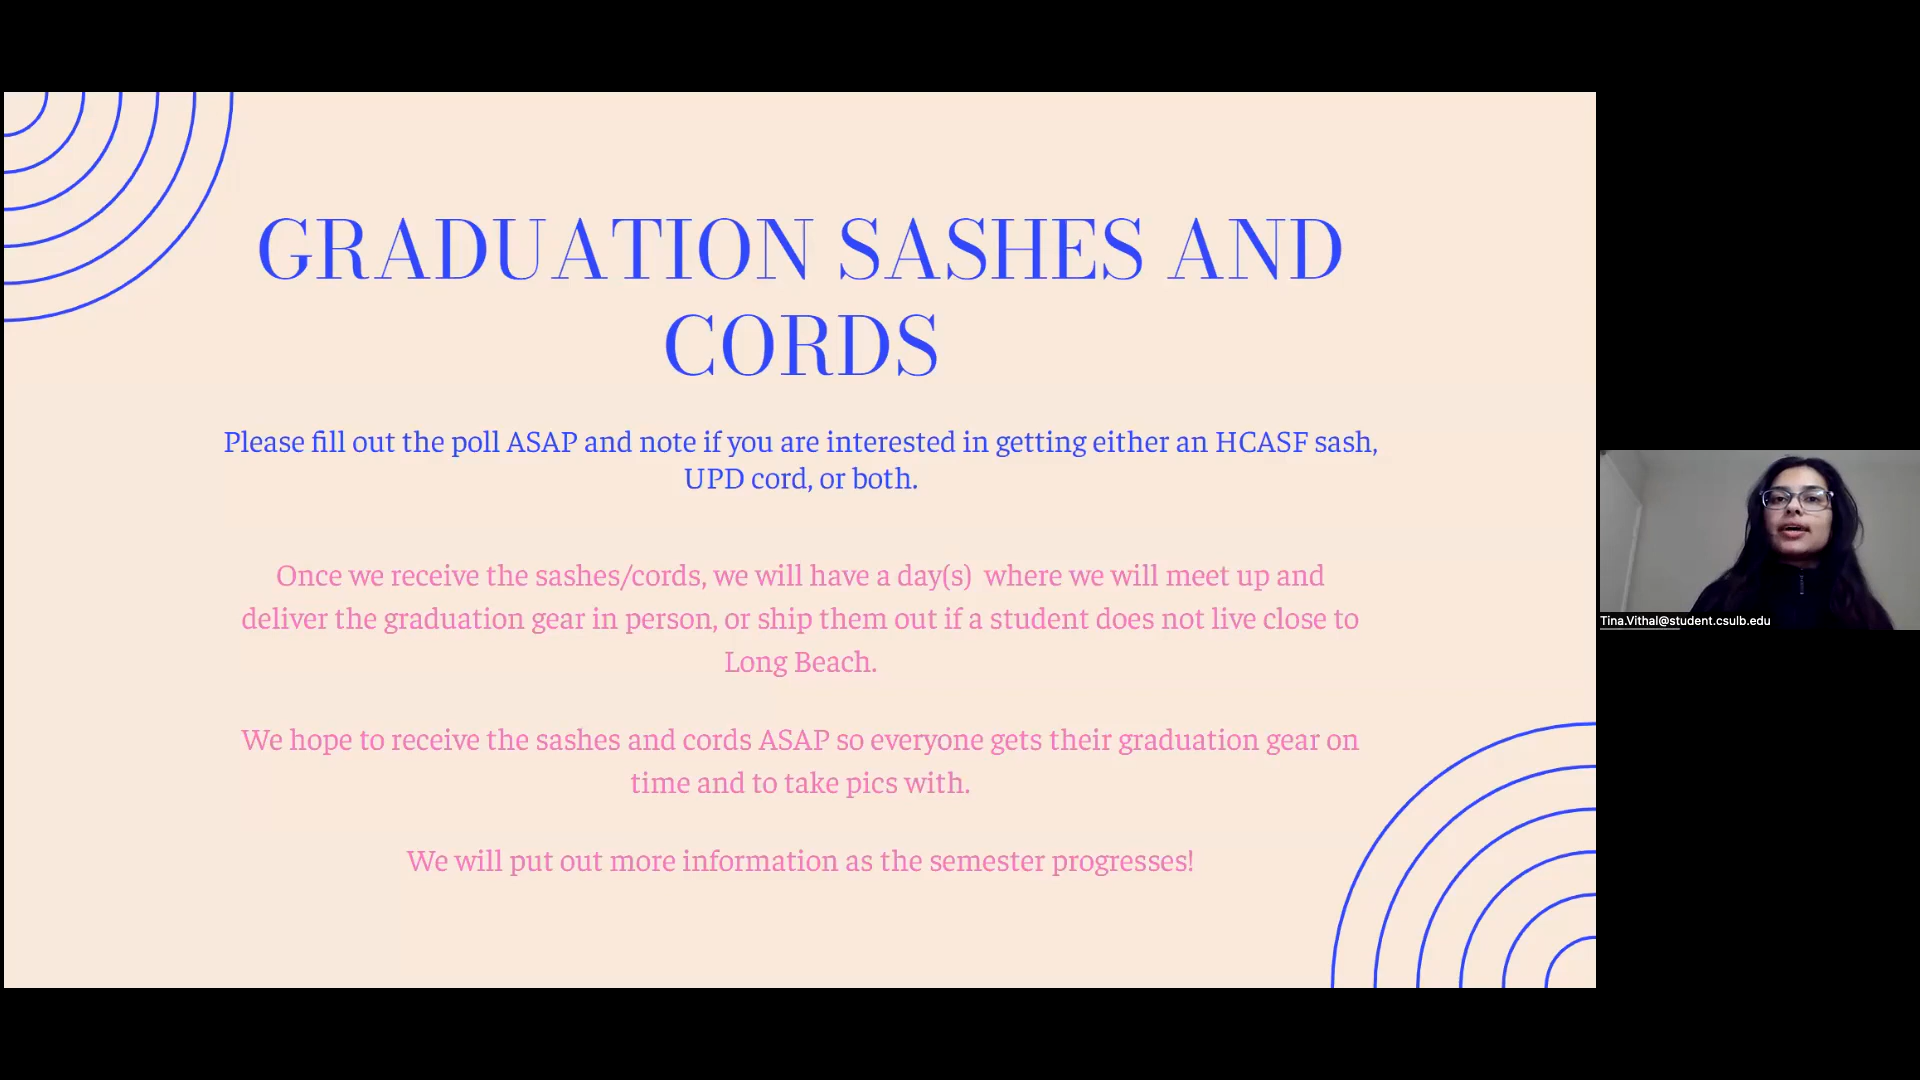 GRADUATION SASHES AND
CORDS
Please fill out the poll ASAP and note if you are interested in getting either an HCASF sash,
UPD cord, or both.
Once we receive the sashes/cords, we will have a day(s)  where we will meet up and
deliver the graduation gear in person, or ship them out if a student does not live close to
Long Beach.
We hope to receive the sashes and cords ASAP so everyone gets their graduation gear on
time and to take pics with.
We will put out more information as the semester progresses!
Tina.Vithal@student.csulb.edu